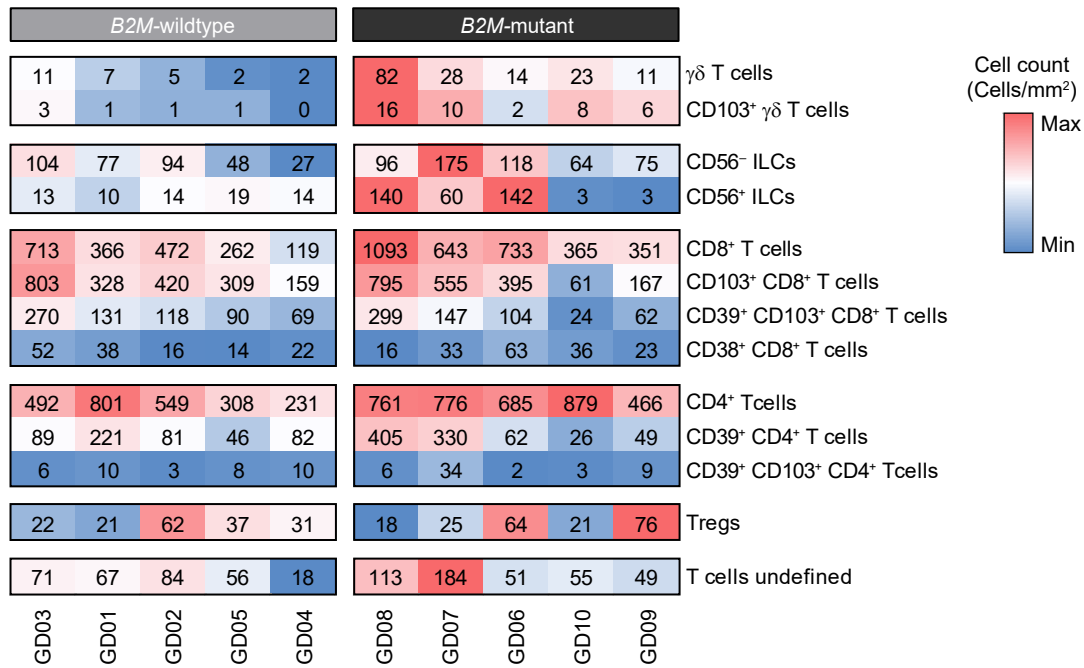 B2M-wildtype B2M-mutant
11 7 5 2 2 82 28 14 23 11 γδ T cells
3 1 1 1 0 16 10 2 8 6 CD103⁺ γδ T cells
104 77 94 48 27 96 175 118 64 75 CD56⁻ ILCs
13 10 14 19 14 140 60 142 3 3 CD56⁺ ILCs
713 366 472 262 119 1093 643 733 365 351 CD8⁺ T cells
803 328 420 309 159 795 555 395 61 167 CD103⁺ CD8⁺ T cells
270 131 118 90 69 299 147 104 24 62 CD39⁺ CD103⁺ CD8⁺ T cells
52 38 16 14 22 16 33 63 36 23 CD38⁺ CD8⁺ T cells
492 801 549 308 231 761 776 685 879 466 CD4⁺ Tcells
89 221 81 46 82 405 330 62 26 49 CD39⁺ CD4⁺ T cells
6 10 3 8 10 6 34 2 3 9 CD39⁺ CD103⁺ CD4⁺ Tcells
22 21 62 37 31 18 25 64 21 76 Tregs
71 67 84 56 18 113 184 51 55 49 T cells undefined
GD03 GD01 GD02 GD05 GD04 GD08 GD07 GD06 GD10 GD09
Cell count
(Cells/mm²)
Max
Min